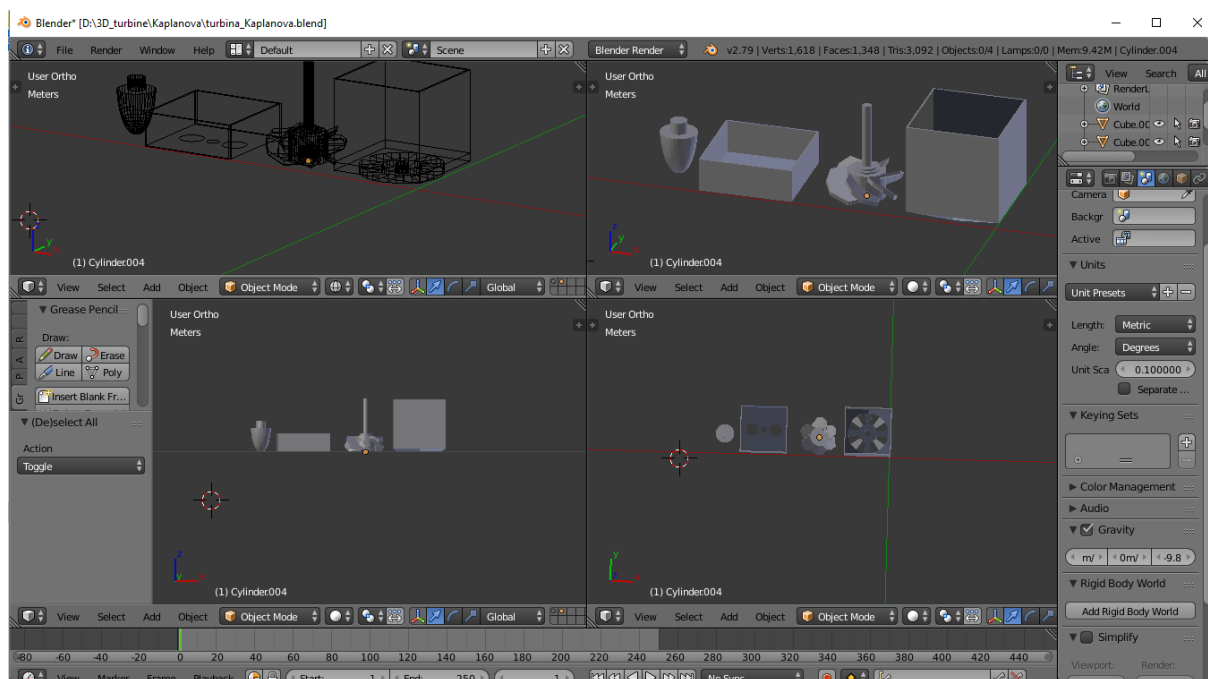 Blender* [D:\3D_turbine\Kaplanova\turbina_Kaplanova.blend]
File Render Window Help Default Scene Blender Render v2.79 | Verts:1,618 | Faces:1,348 | Tris:3,092 | Objects:0/4 | Lamps:0/0 | Mem:9.42M | Cylinder.004
User Ortho
Meters
(1) Cylinder.004
View Select Add Object Object Mode Global
User Ortho
Meters
(1) Cylinder.004
View Select Add Object Object Mode Global
View Search All
RenderL
World
Cube.0C
Cube.0C
Camera
Backgr
Active
Units
Unit Presets
Length: Metric
Angle: Degrees
Unit Sca 0.100000
Separate ...
Keying Sets
Color Management
Audio
Gravity
m/ 0m/ -9.8
Rigid Body World
Add Rigid Body World
Simplify
Viewport: Render:
Grease Pencil
Draw:
Draw Erase
Line Poly
Insert Blank Fr...
P A R
Gr
(De)select All
Action
Toggle
User Ortho
Meters
(1) Cylinder.004
View Select Add Object Object Mode Global
User Ortho
Meters
(1) Cylinder.004
View Select Add Object Object Mode Global
-80 -60 -40 -20 0 20 40 60 80 100 120 140 160 180 200 220 240 260 280 300 320 340 360 380 400 420 440
View Marker Frame Playback Start: 1 End: 250 1 No Sync